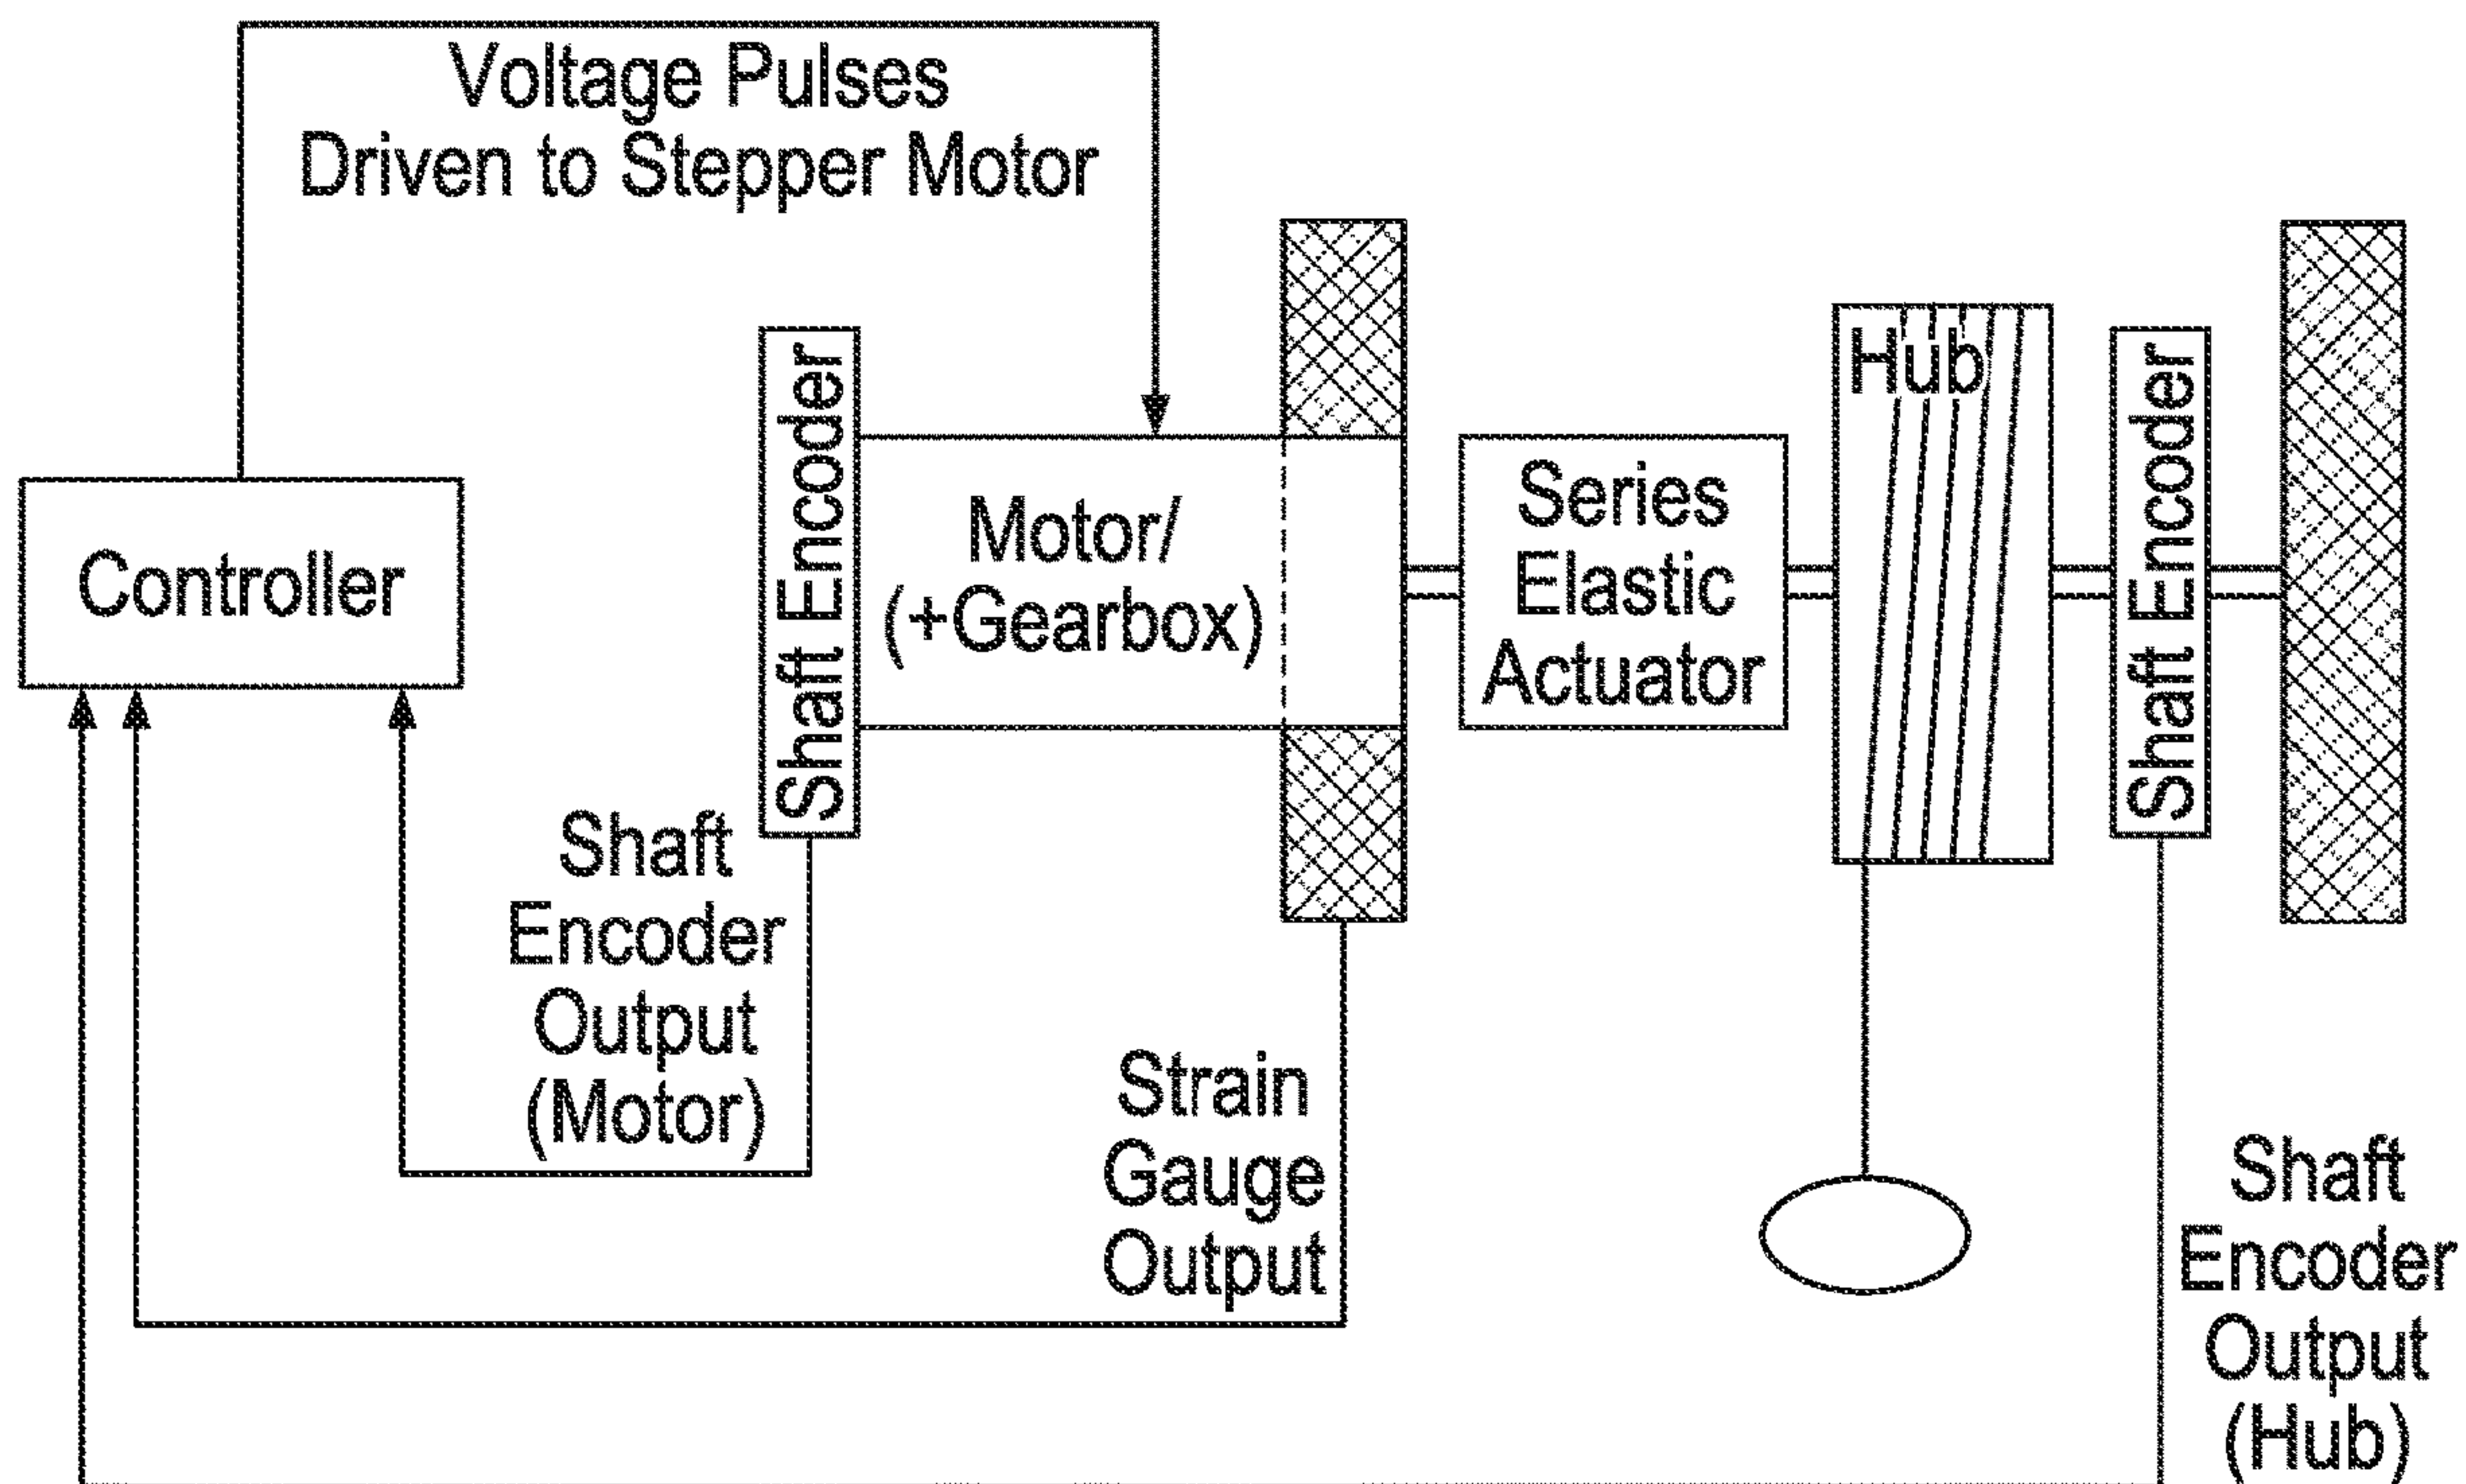 Voltage Pulses
Driven to Stepper Motor
Controller
Shaft Encoder
Motor/
(+Gearbox)
Series
Elastic
Actuator
Hub
Shaft Encoder
Shaft
Encoder
Output
(Motor)
Strain
Gauge
Output
Shaft
Encoder
Output
(Hub)